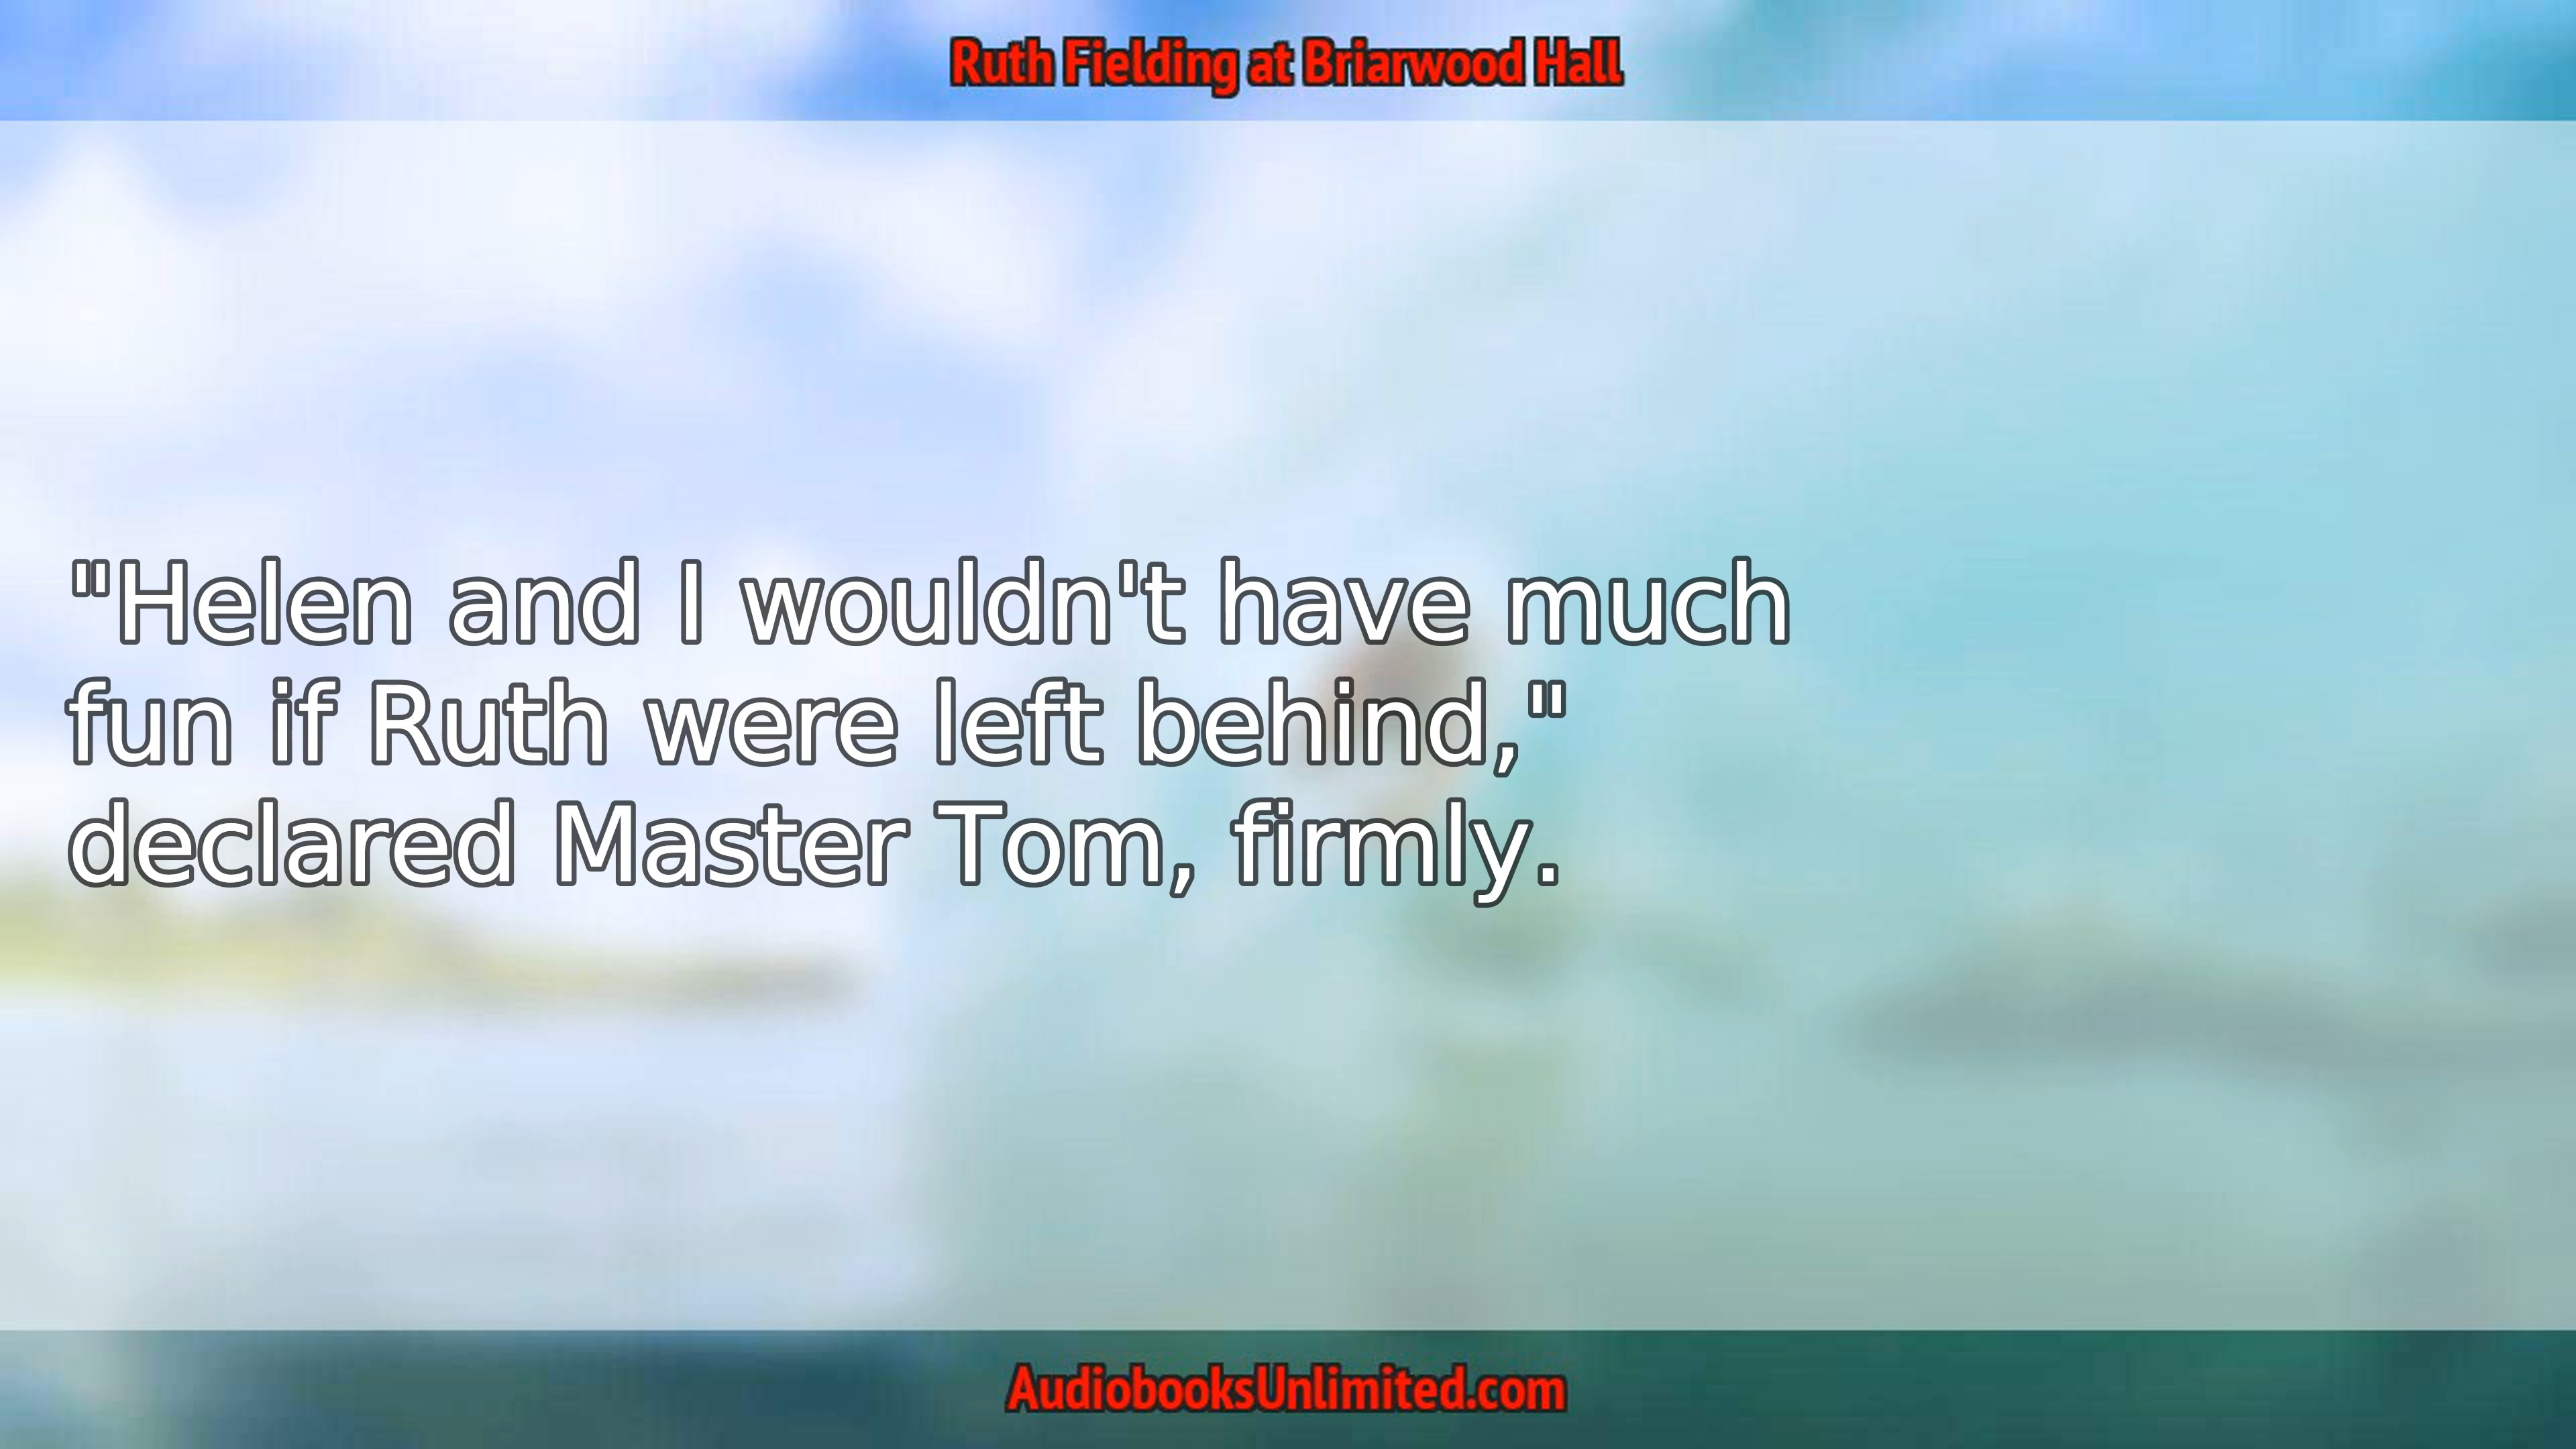 Ruth Fielding at Briarwood Hall
"Helen and I wouldn't have much
fun if Ruth were left behind,"
declared Master Tom, firmly.
AudiobooksUnlimited.com